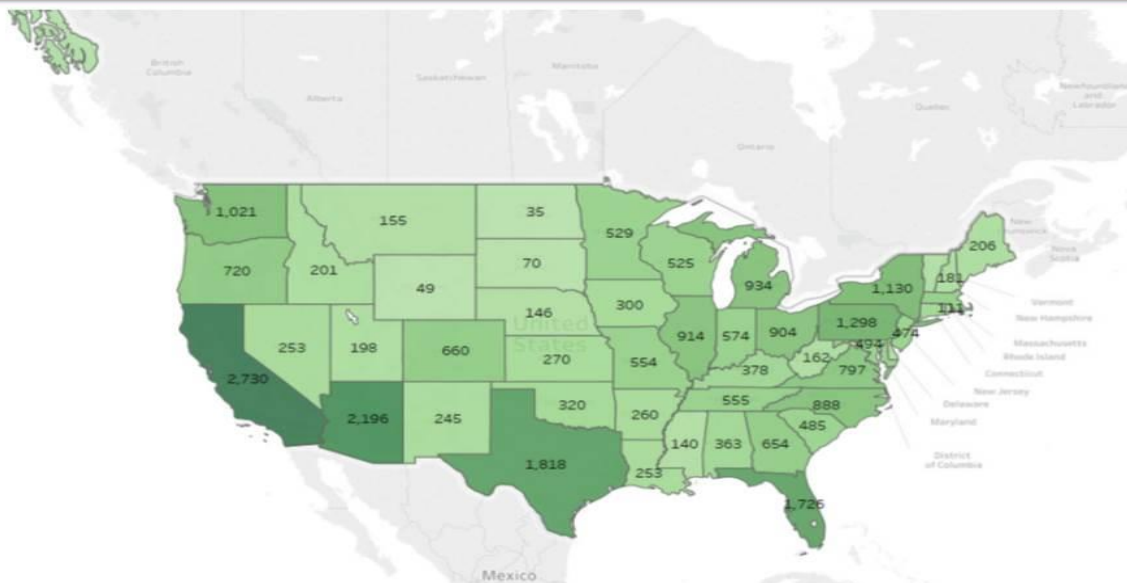 British
Columbia
Alberta
Saskatchewan
Manitoba
Ontario
Quebec
Newfoundland
and
Labrador
New
Brunswick
Nova
Scotia
1,021
155
35
529
720
201
49
70
525
934
206
181
1,130
111
Vermont
New Hampshire
Massachusetts
Rhode Island
Connecticut
New Jersey
Delaware
Maryland
District
of Columbia
146
300
United
States
253
198
660
270
914
574
904
1,298
474
494
554
378
162
797
2,730
2,196
245
320
260
555
888
485
140
363
654
1,818
253
1,726
Mexico